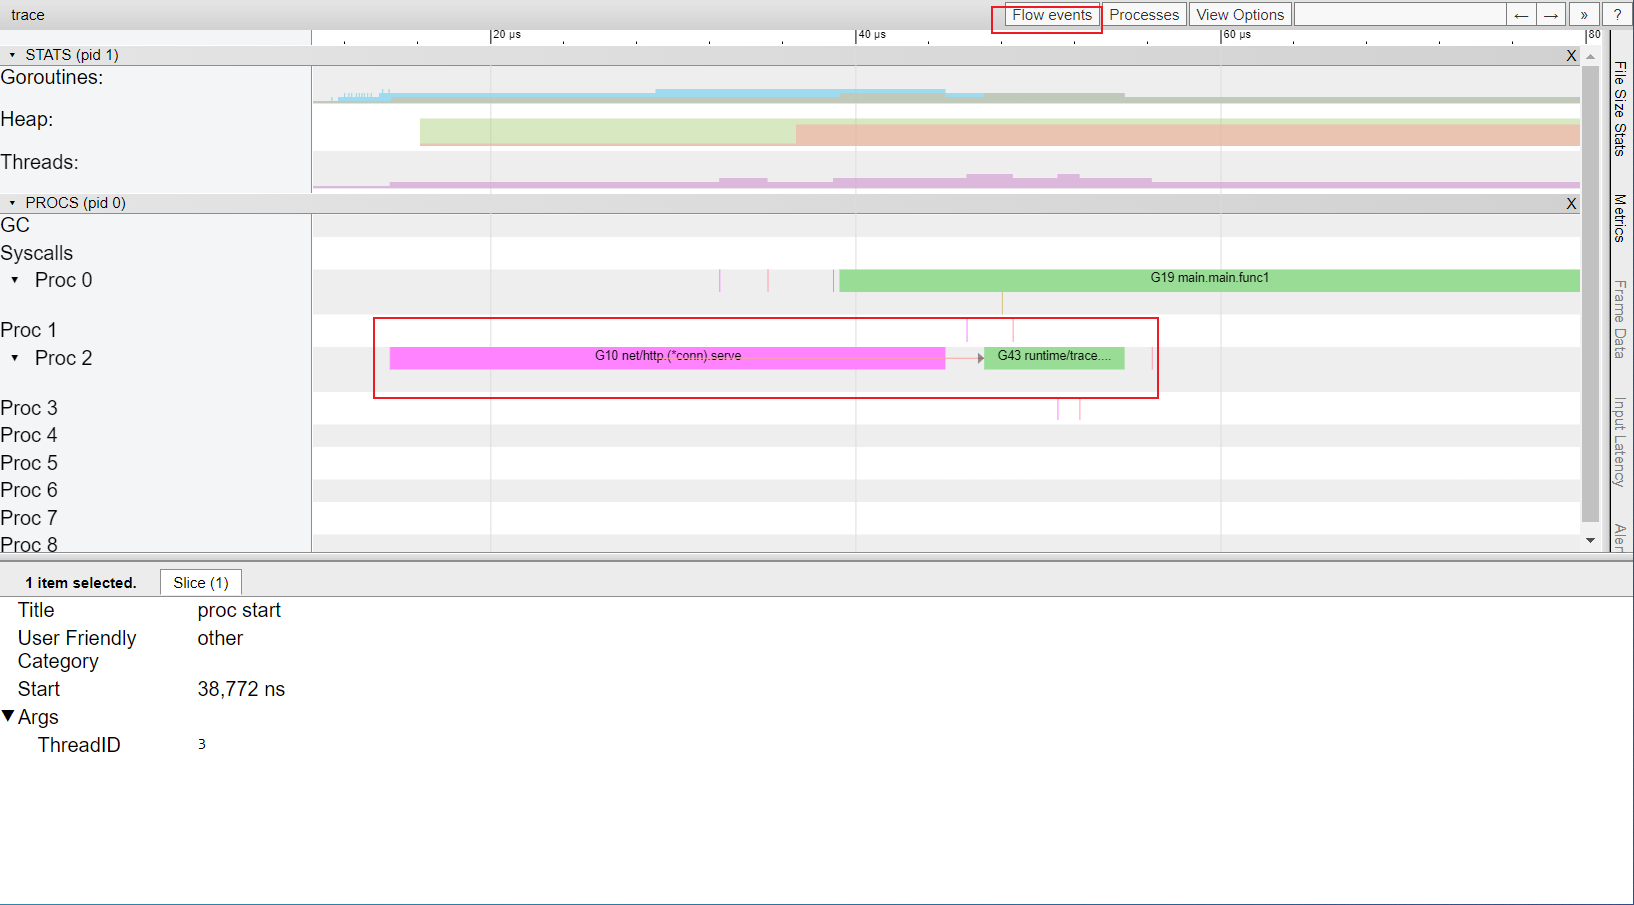 trace
Flow events
Processes
View Options
←
→
»
?
20 µs
40 µs
60 µs
80
STATS (pid 1)
X
Goroutines:
Heap:
Threads:
PROCS (pid 0)
X
GC
Syscalls
Proc 0
G19 main.main.func1
Proc 1
Proc 2
G10 net/http.(*conn).serve
G43 runtime/trace....
Proc 3
Proc 4
Proc 5
Proc 6
Proc 7
Proc 8
File Size Stats
Metrics
Frame Data
Input Latency
Aler
1 item selected.
Slice (1)
Title proc start
User Friendly other
Category
Start 38,772 ns
Args
ThreadID 3